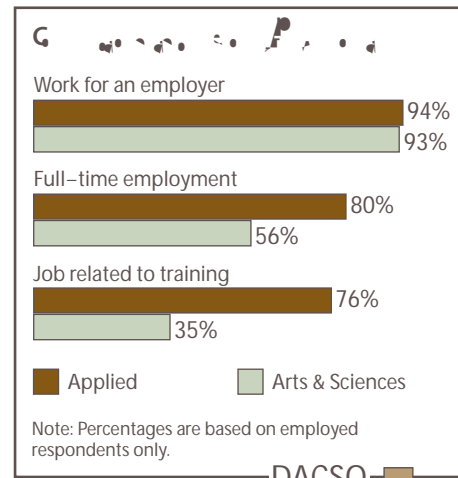 Work for an employer
94%
93%
Full–time employment
80%
56%
Job related to training
76%
35%
Applied Arts & Sciences
Note: Percentages are based on employed
respondents only.
DACSO